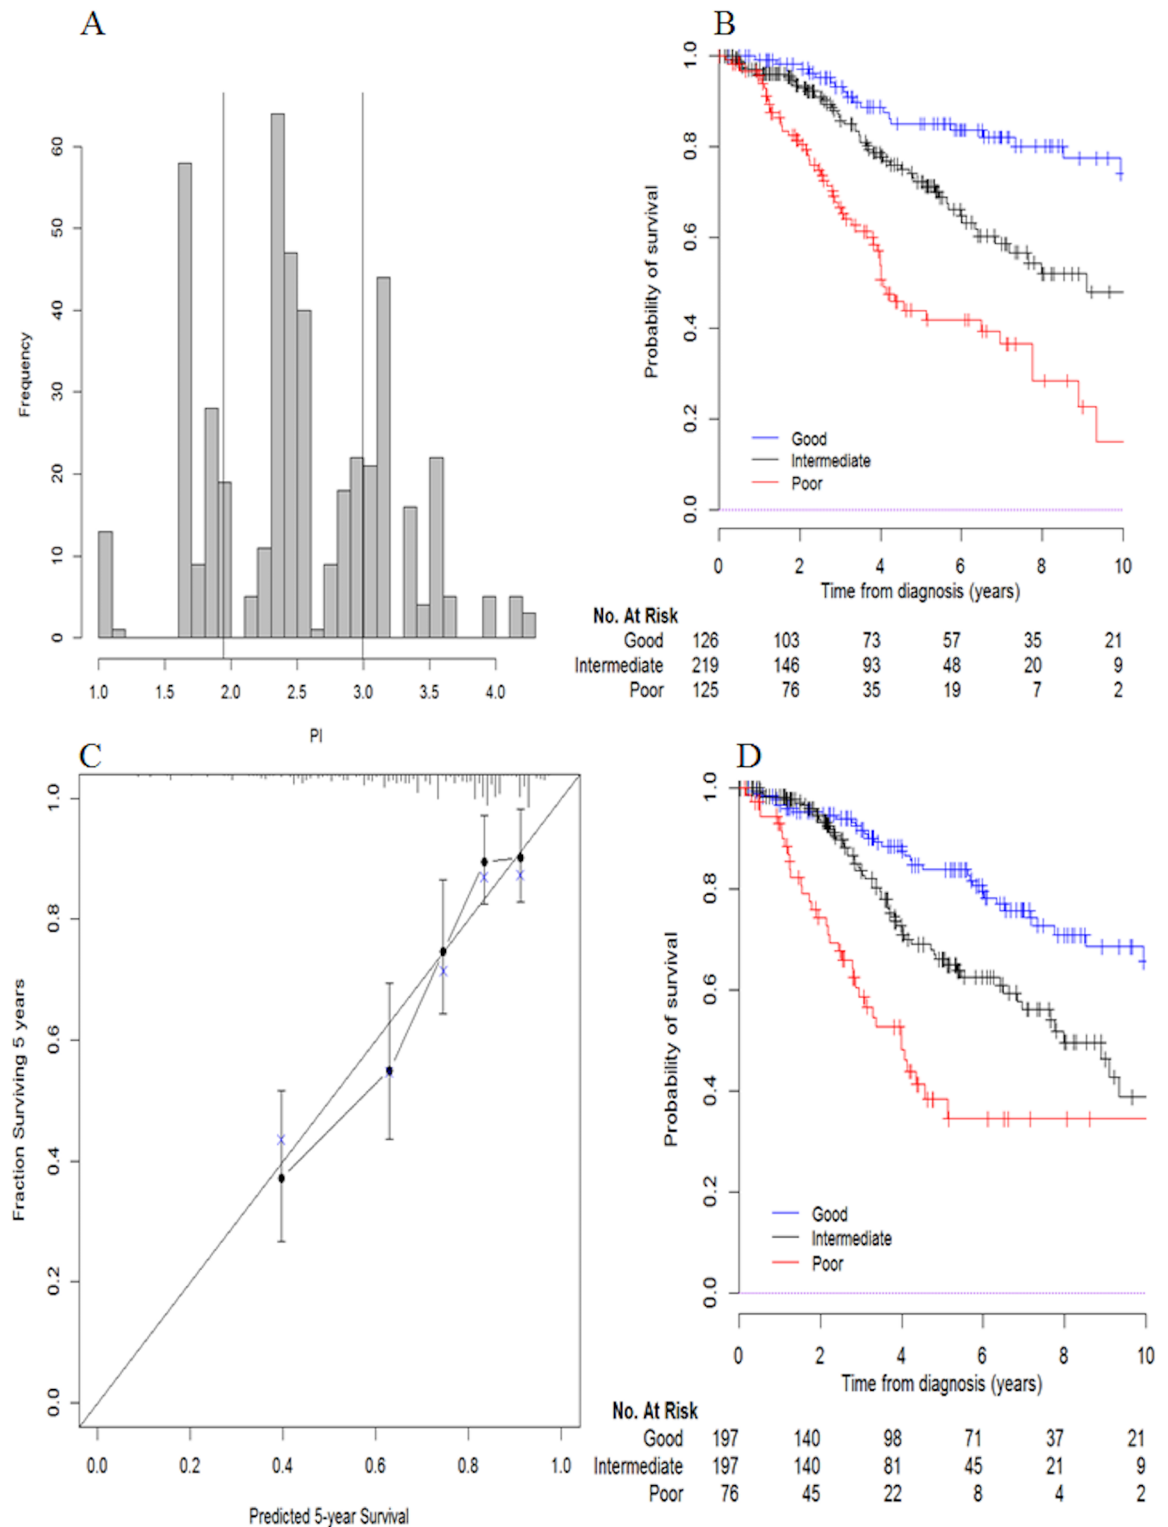 A
Frequency
60
50
40
30
20
10
0
1.0 1.5 2.0 2.5 3.0 3.5 4.0
PI
B
Probability of survival
1.0
0.8
0.6
0.4
0.2
0.0
Good
Intermediate
Poor
0 2 4 6 8 10
Time from diagnosis (years)
No. At Risk
Good 126 103 73 57 35 21
Intermediate 219 146 93 48 20 9
Poor 125 76 35 19 7 2
C
Fraction Surviving 5 years
1.0
0.8
0.6
0.4
0.2
0.0
0.0 0.2 0.4 0.6 0.8 1.0
Predicted 5-year Survival
D
Probability of survival
1.0
0.8
0.6
0.4
0.2
0.0
Good
Intermediate
Poor
0 2 4 6 8 10
Time from diagnosis (years)
No. At Risk
Good 197 140 98 71 37 21
Intermediate 197 140 81 45 21 9
Poor 76 45 22 8 4 2